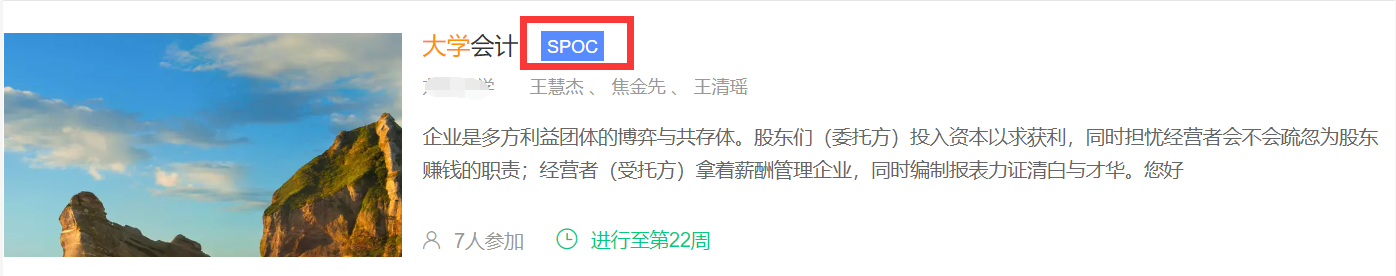 大学会计 SPOC
学 王慧杰 、 焦金先 、 王清瑶
企业是多方利益团体的博弈与共存体。股东们（委托方）投入资本以求获利，同时担忧经营者会不会疏忽为股东
赚钱的职责；经营者（受托方）拿着薪酬管理企业，同时编制报表力证清白与才华。您好
7人参加 进行至第22周